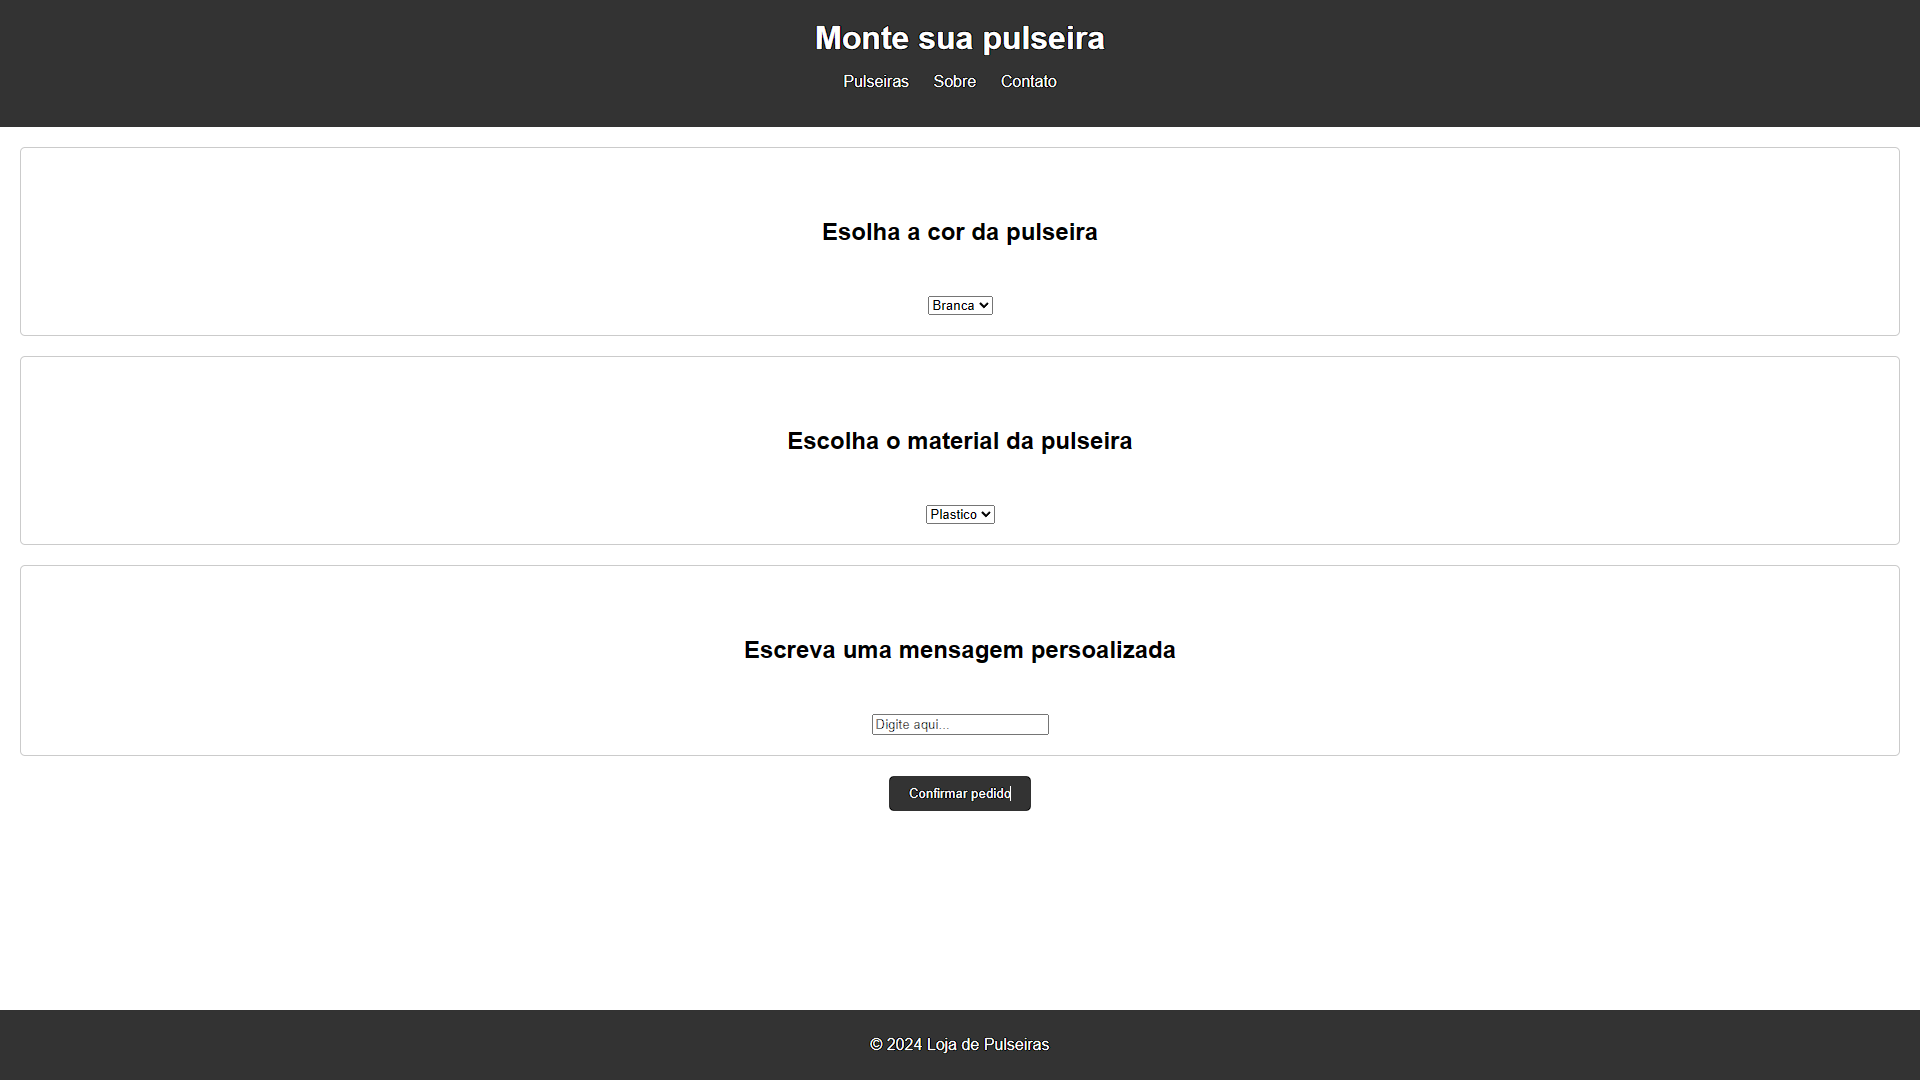 Monte sua pulseira
Pulseiras Sobre Contato
Esolha a cor da pulseira
Branca
Escolha o material da pulseira
Plastico
Escreva uma mensagem persoalizada
Digite aqui...
Confirmar pedido
© 2024 Loja de Pulseiras